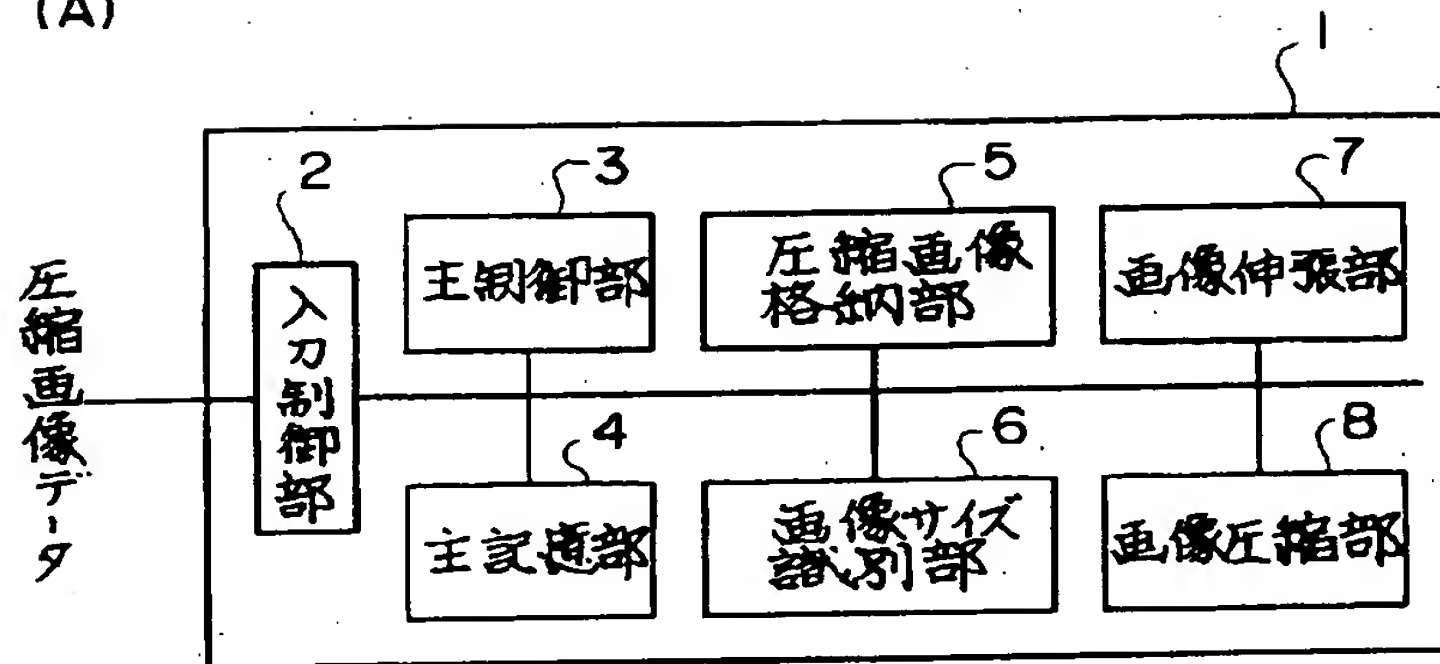 (A)
1
2
3
5
7
主制御部
圧縮画像
格納部
画像伸張部
圧縮画像データ
入力制御部
4
6
8
主記憶部
画像サイズ
識別部
画像圧縮部